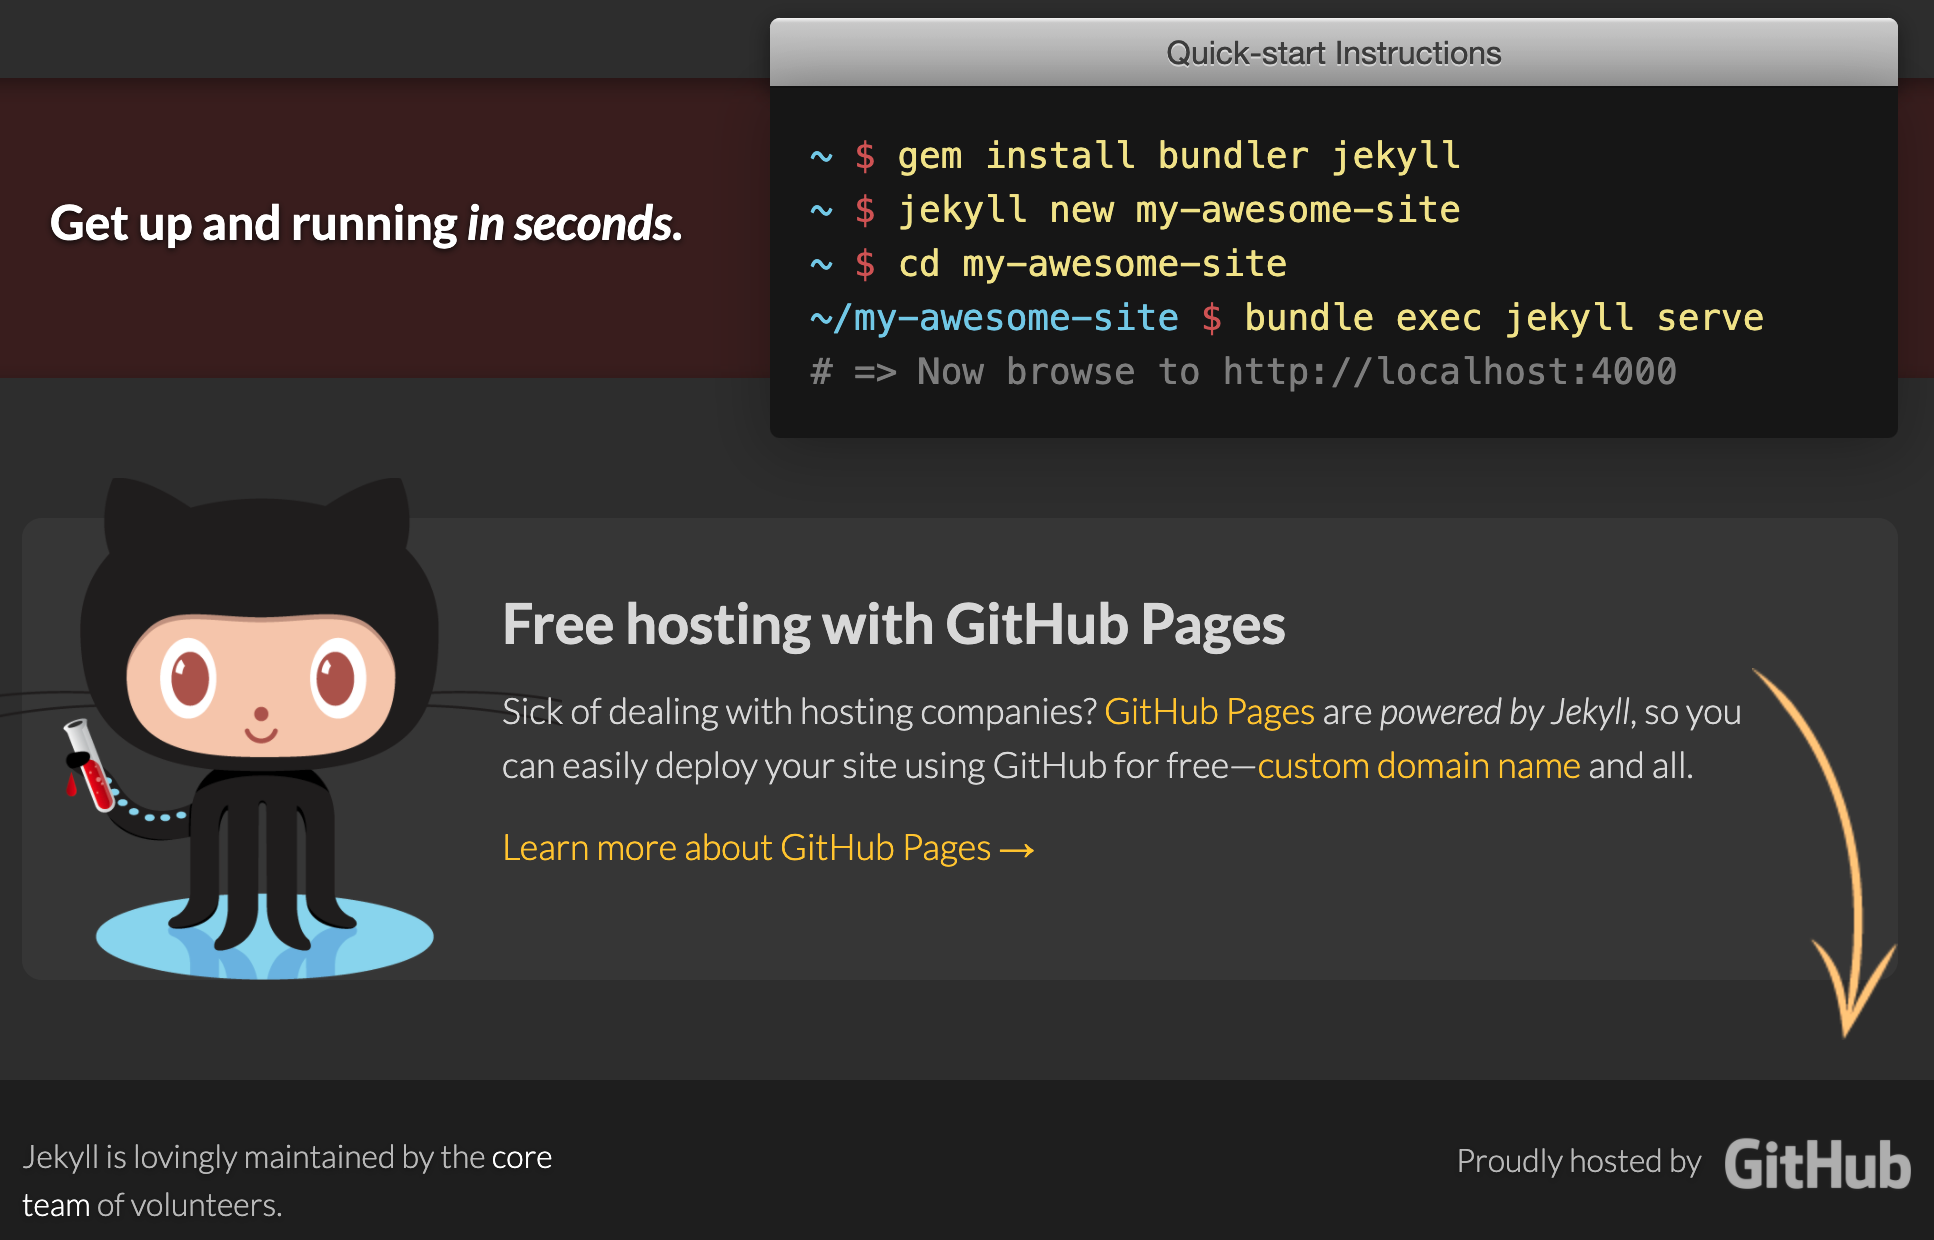 Quick-start Instructions
Get up and running in seconds.
~ $ gem install bundler jekyll
~ $ jekyll new my-awesome-site
~ $ cd my-awesome-site
~/my-awesome-site $ bundle exec jekyll serve
# => Now browse to http://localhost:4000
Free hosting with GitHub Pages
Sick of dealing with hosting companies? GitHub Pages are powered by Jekyll, so you
can easily deploy your site using GitHub for free—custom domain name and all.
Learn more about GitHub Pages →
Jekyll is lovingly maintained by the core
team of volunteers.
Proudly hosted by GitHub